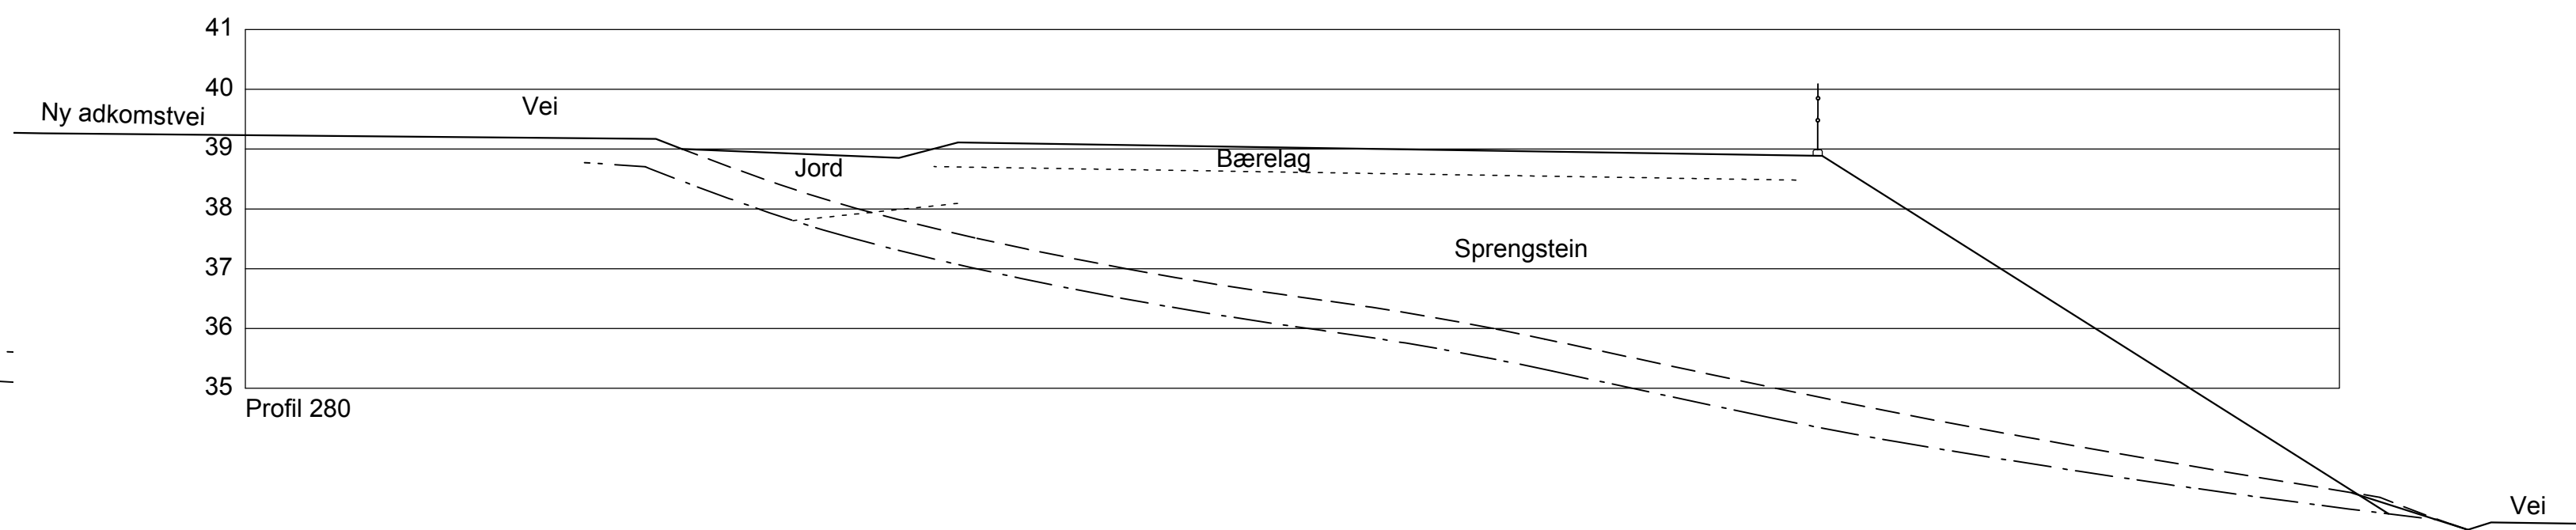 41
40
Ny adkomstvei
Vei
39
Jord
Bærelag
38
Sprengstein
37
36
35
Profil 280
Vei